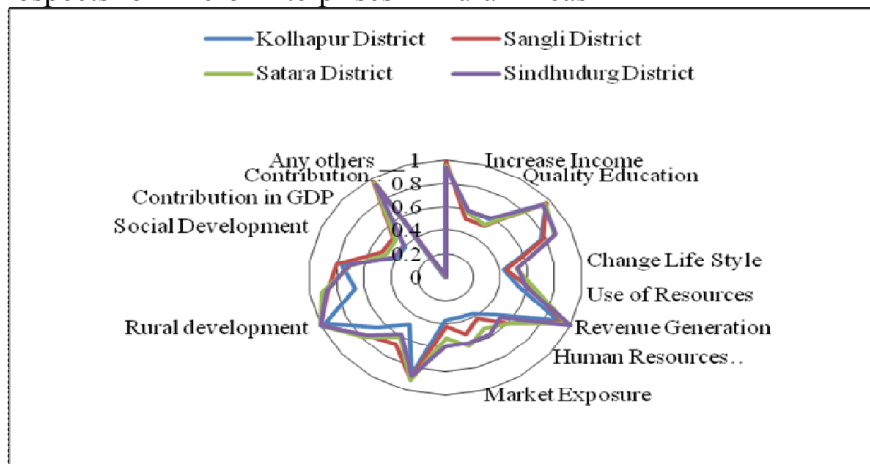 Kolhapur District
Sangli District
Satara District
Sindhudurg District
Any others
Contribution...
Contribution in GDP
Social Development
Rural development
1
0.8
0.6
0.4
0.2
0
Increase Income
Quality Education
Change Life Style
Use of Resources
Revenue Generation
Human Resources..
Market Exposure